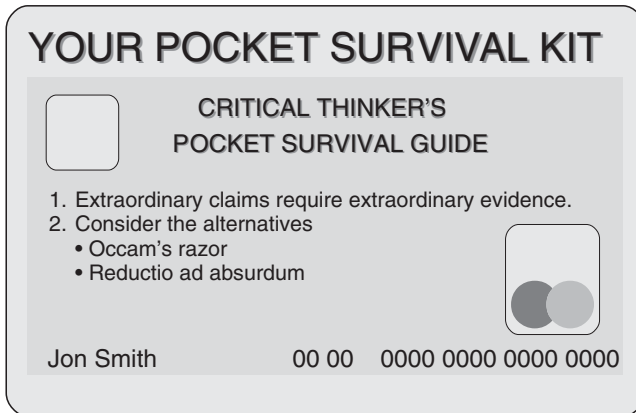 YOUR POCKET SURVIVAL KIT
CRITICAL THINKER'S
POCKET SURVIVAL GUIDE
1. Extraordinary claims require extraordinary evidence.
2. Consider the alternatives
• Occam's razor
• Reductio ad absurdum
Jon Smith 00 00 0000 0000 0000 0000